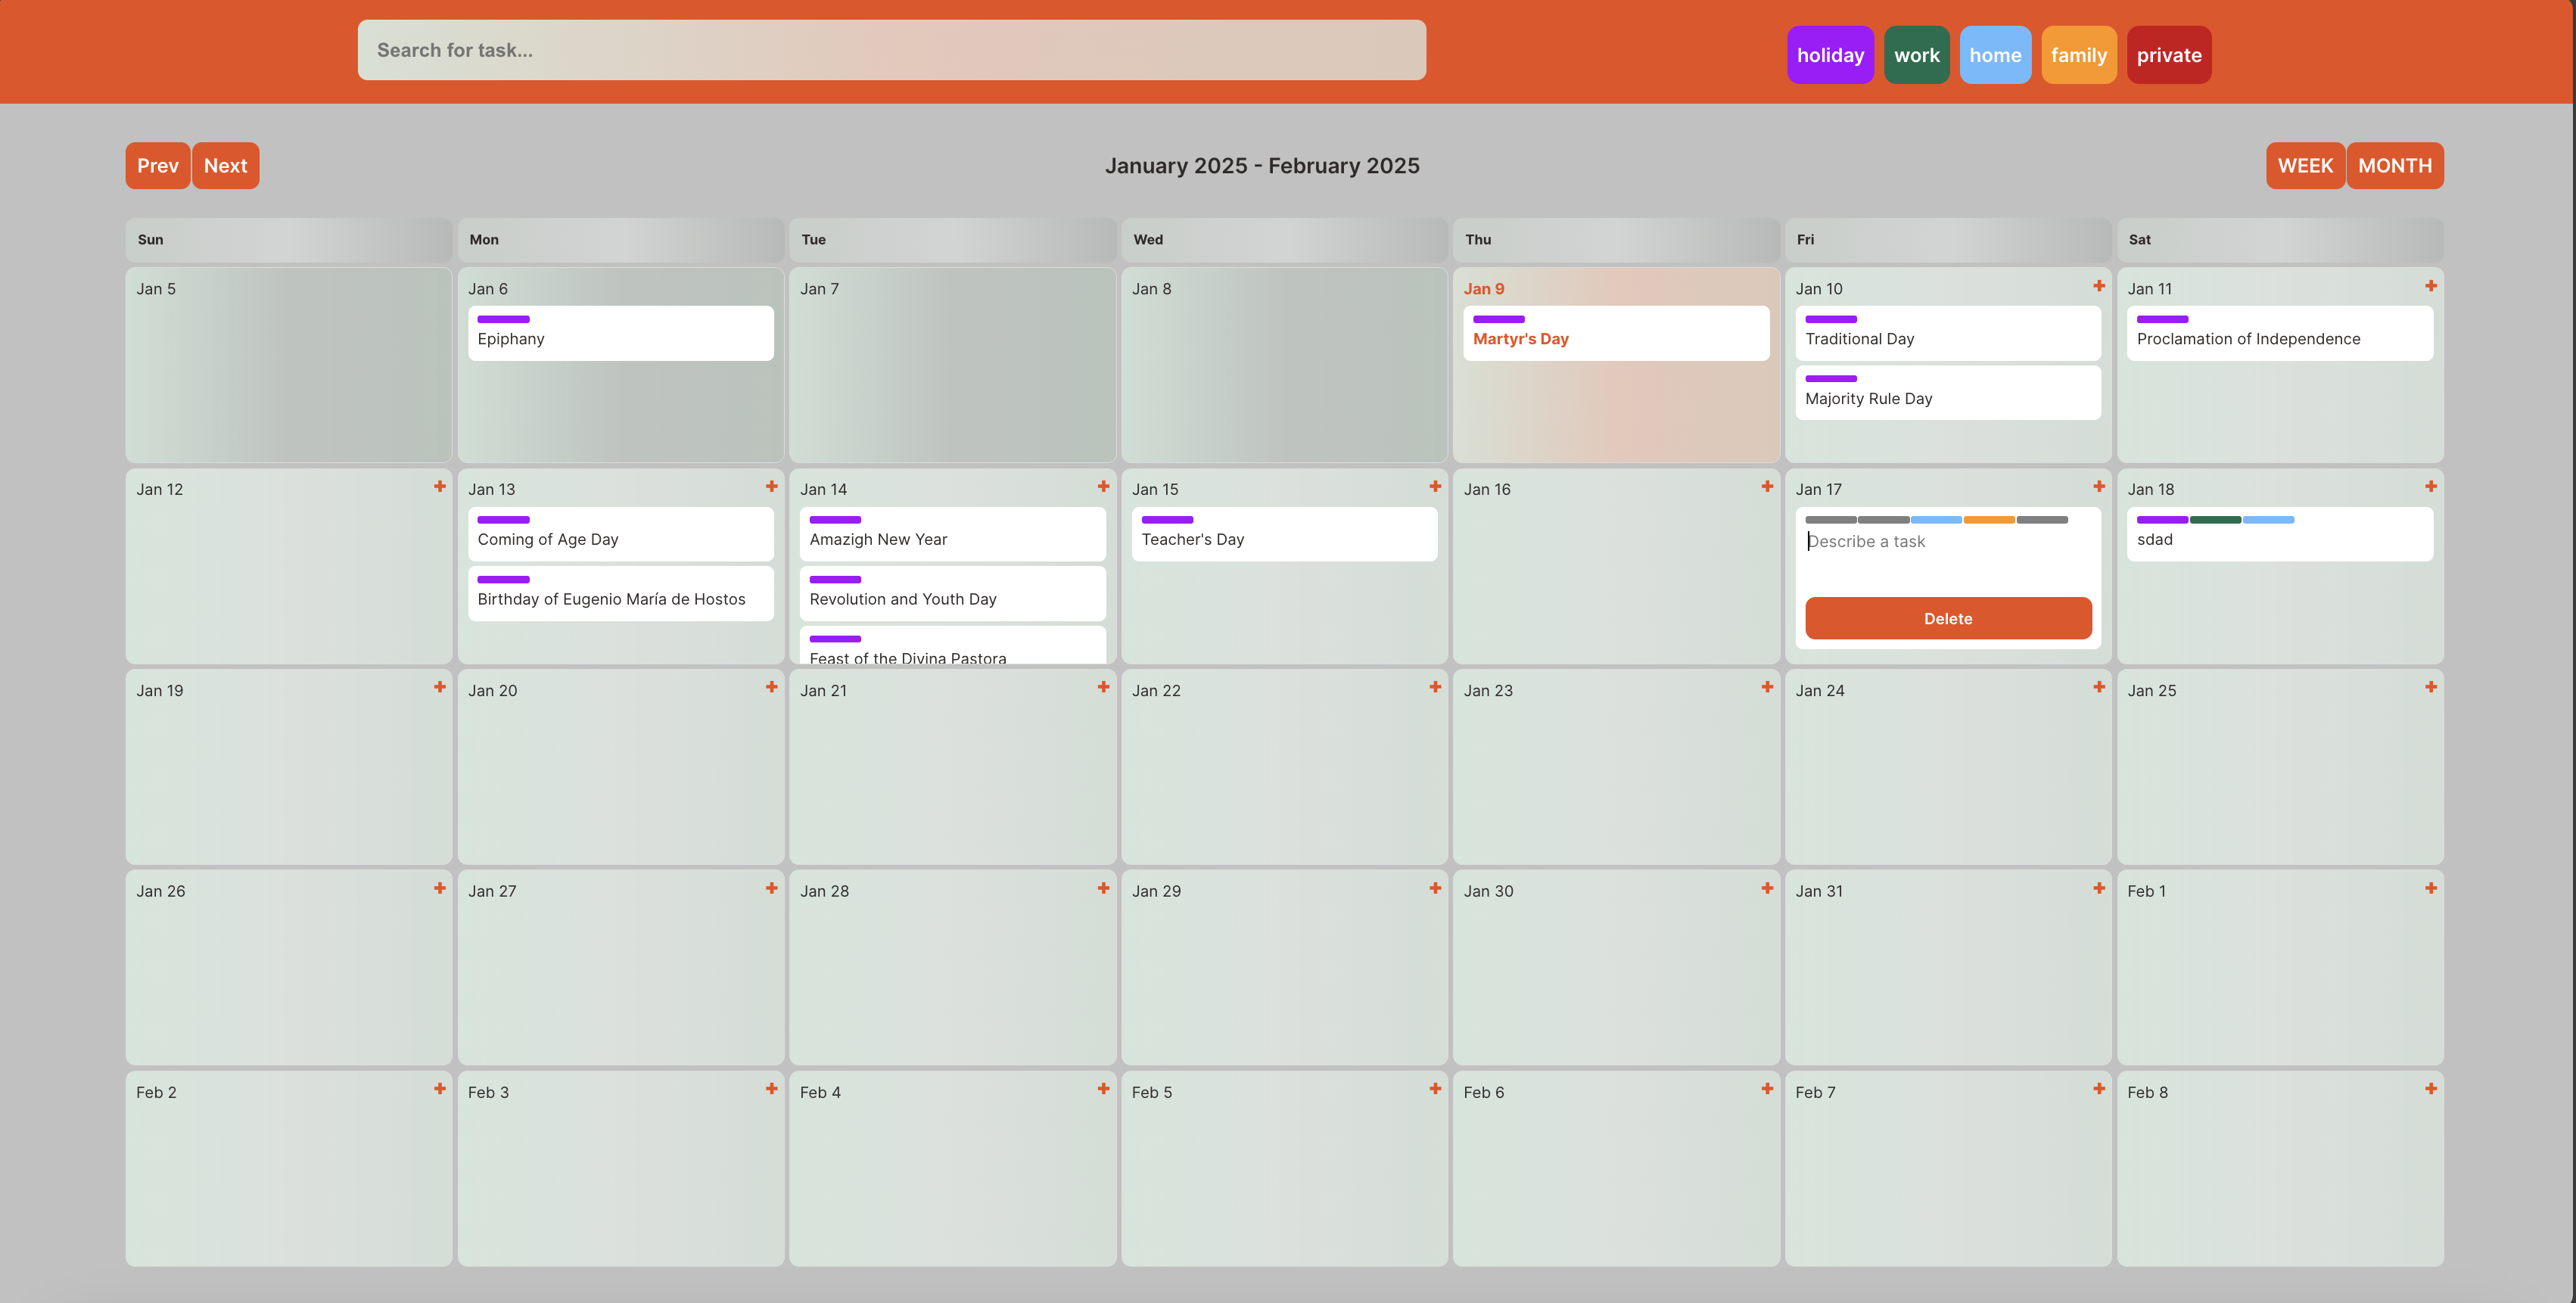 Search for task...
holiday work home family private
Prev Next
January 2025 - February 2025
WEEK MONTH
Sun Mon Tue Wed Thu Fri Sat
Jan 5
Jan 6
Epiphany
Jan 7
Jan 8
Jan 9
Martyr's Day
Jan 10
Traditional Day
Majority Rule Day
Jan 11
Proclamation of Independence
Jan 12
Jan 13
Coming of Age Day
Birthday of Eugenio María de Hostos
Jan 14
Amazigh New Year
Revolution and Youth Day
Feast of the Divina Pastora
Jan 15
Teacher's Day
Jan 16
Jan 17
Describe a task
Delete
Jan 18
sdad
Jan 19
Jan 20
Jan 21
Jan 22
Jan 23
Jan 24
Jan 25
Jan 26
Jan 27
Jan 28
Jan 29
Jan 30
Jan 31
Feb 1
Feb 2
Feb 3
Feb 4
Feb 5
Feb 6
Feb 7
Feb 8